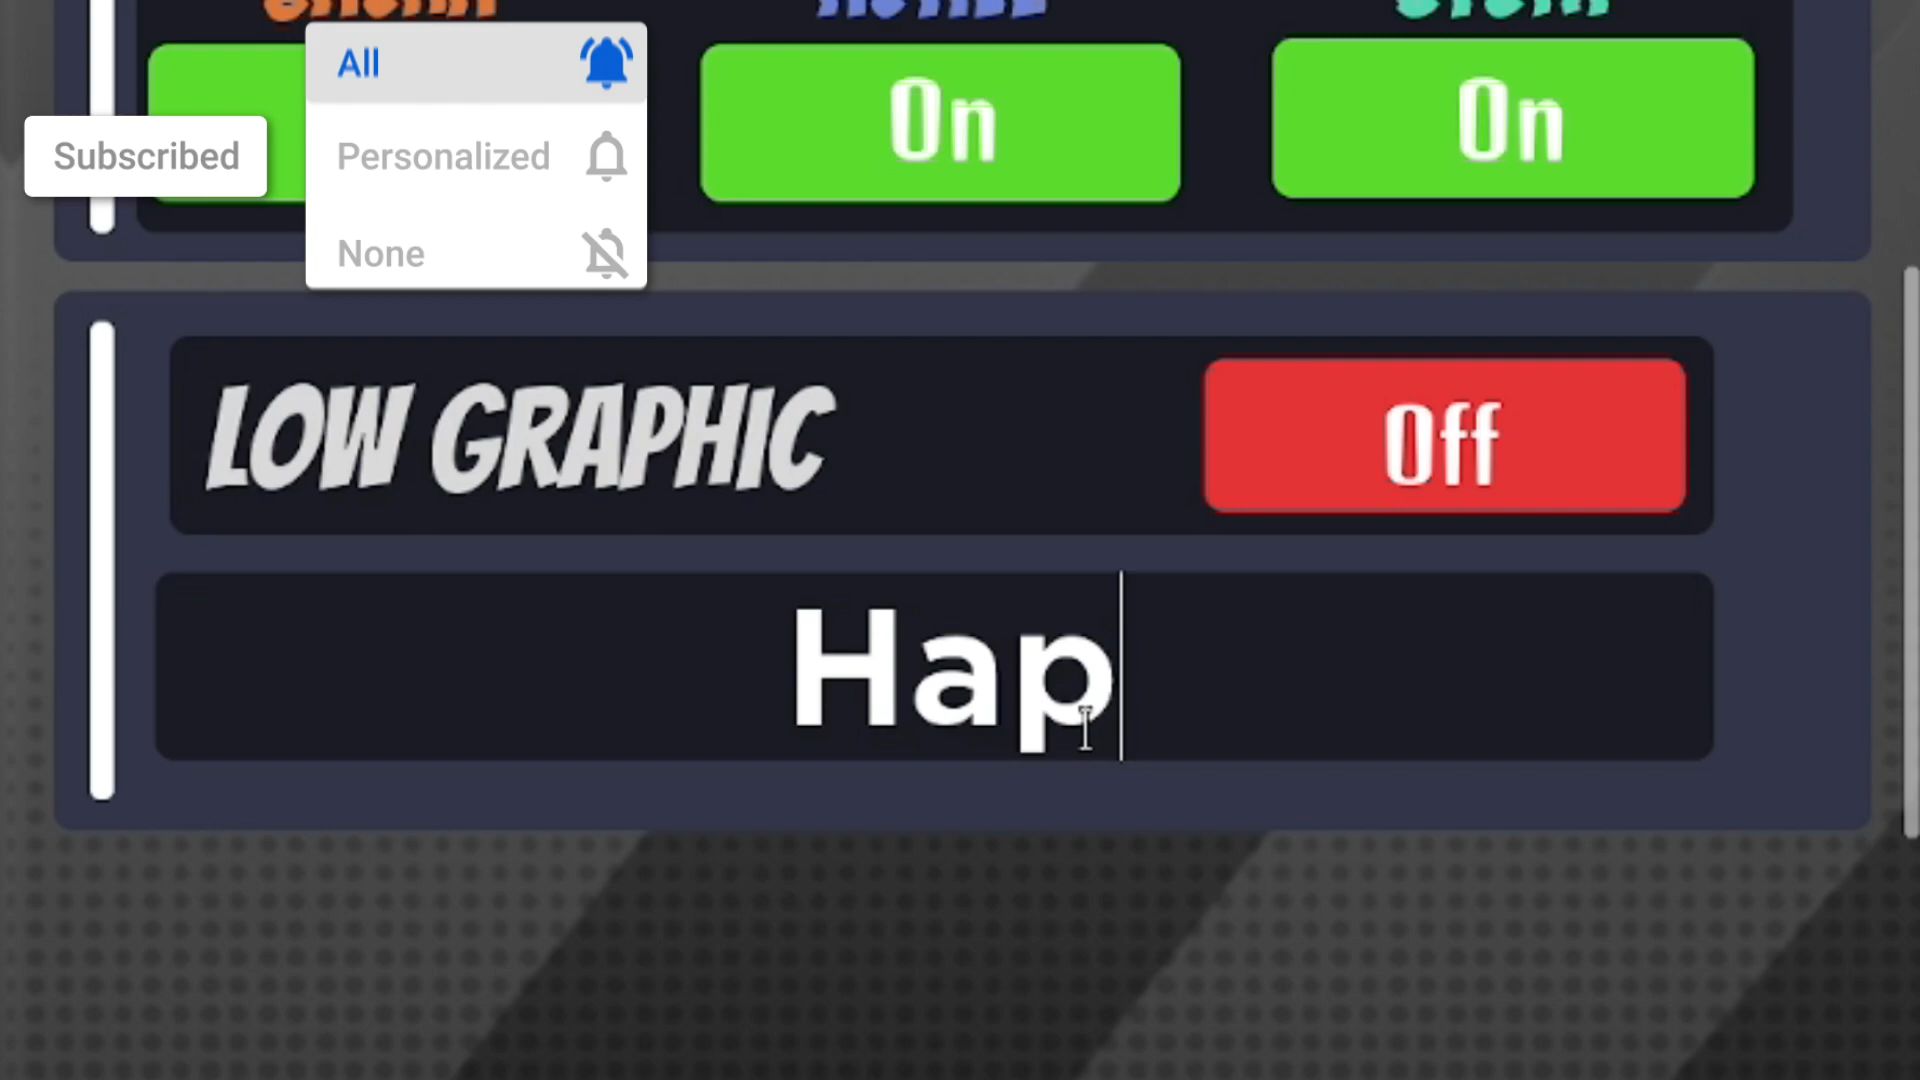 All
On
On
Subscribed
Personalized
None
LOW GRAPHIC
Off
Hap